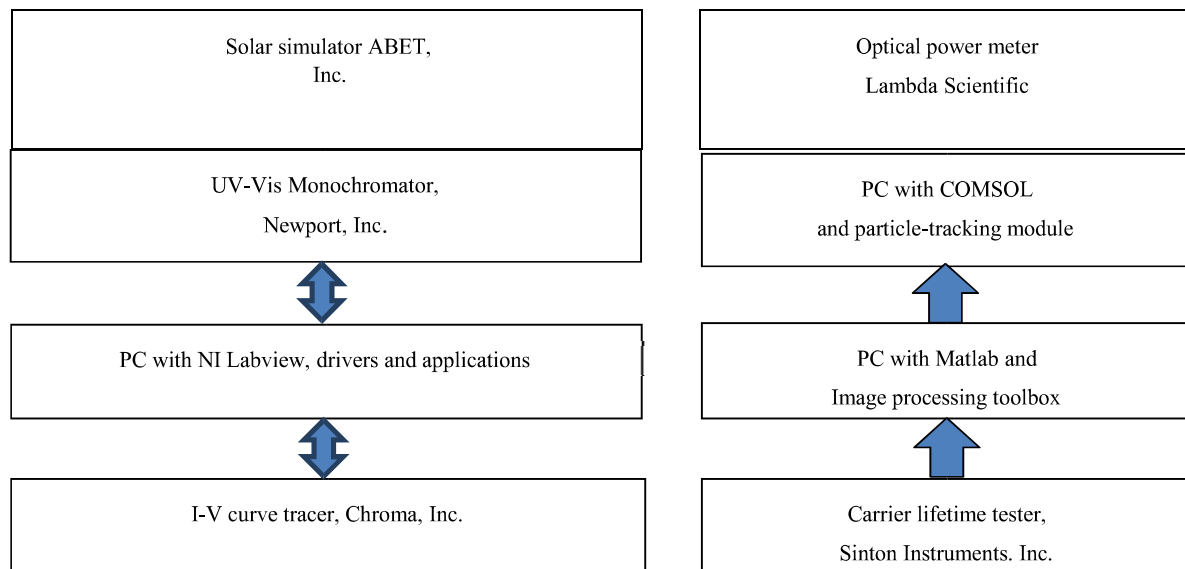 Solar simulator ABET,
Inc.
UV-Vis Monochromator,
Newport, Inc.
PC with NI Labview, drivers and applications
I-V curve tracer, Chroma, Inc.
Optical power meter
Lambda Scientific
PC with COMSOL
and particle-tracking module
PC with Matlab and
Image processing toolbox
Carrier lifetime tester,
Sinton Instruments. Inc.